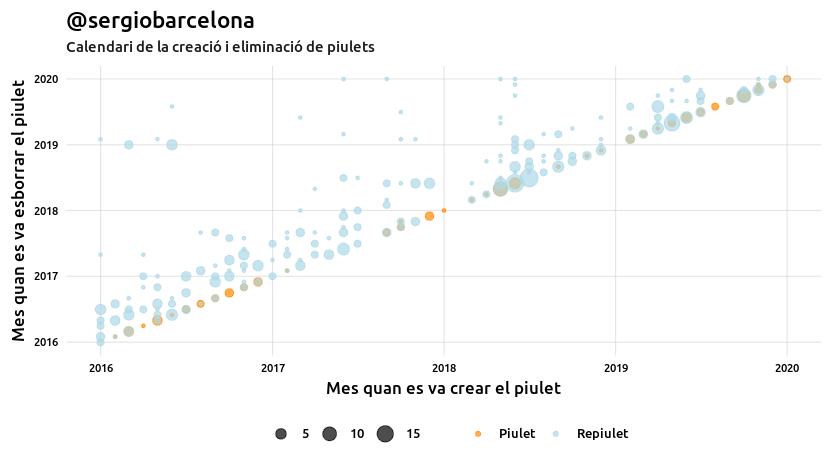 @sergiobarcelona
Calendari de la creació i eliminació de piulets
Mes quan es va esborrar el piulet
2020
2019
2018
2017
2016
2016 2017 2018 2019 2020
Mes quan es va crear el piulet
5 10 15 Piulet Repiulet